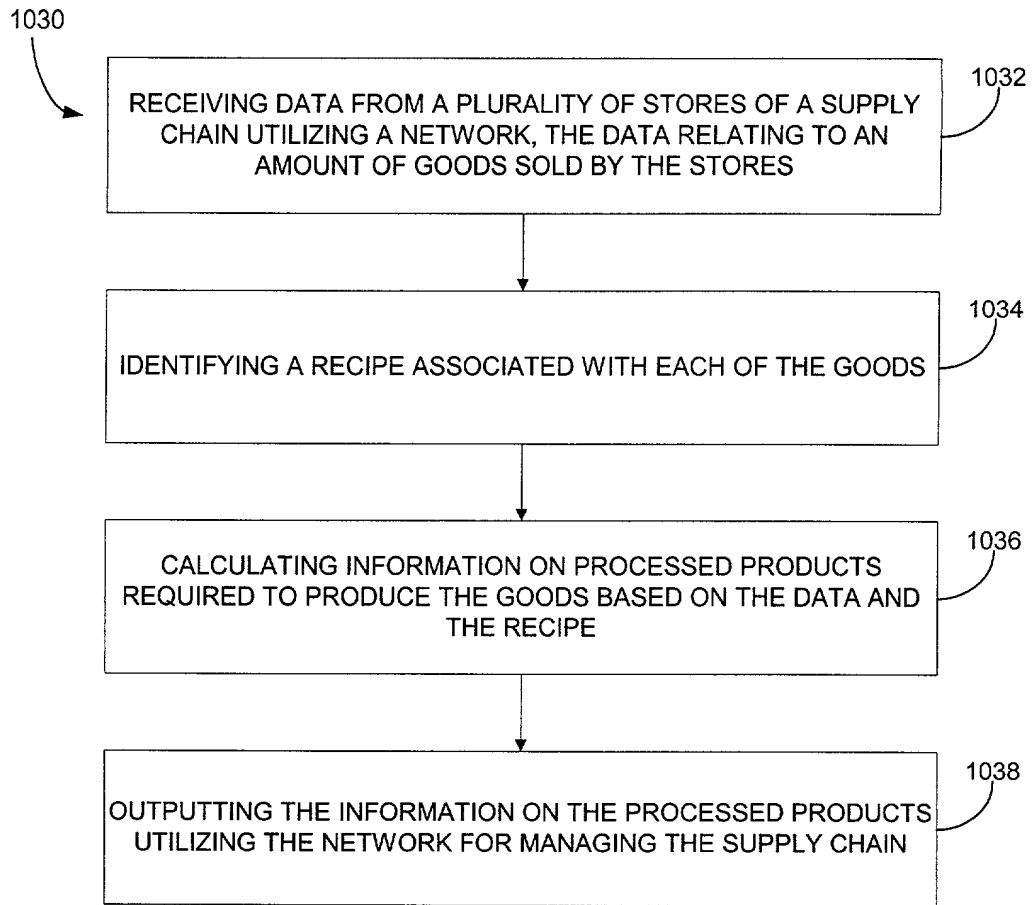 1030
1032
RECEIVING DATA FROM A PLURALITY OF STORES OF A SUPPLY
CHAIN UTILIZING A NETWORK, THE DATA RELATING TO AN
AMOUNT OF GOODS SOLD BY THE STORES
1034
IDENTIFYING A RECIPE ASSOCIATED WITH EACH OF THE GOODS
1036
CALCULATING INFORMATION ON PROCESSED PRODUCTS
REQUIRED TO PRODUCE THE GOODS BASED ON THE DATA AND
THE RECIPE
1038
OUTPUTTING THE INFORMATION ON THE PROCESSED PRODUCTS
UTILIZING THE NETWORK FOR MANAGING THE SUPPLY CHAIN